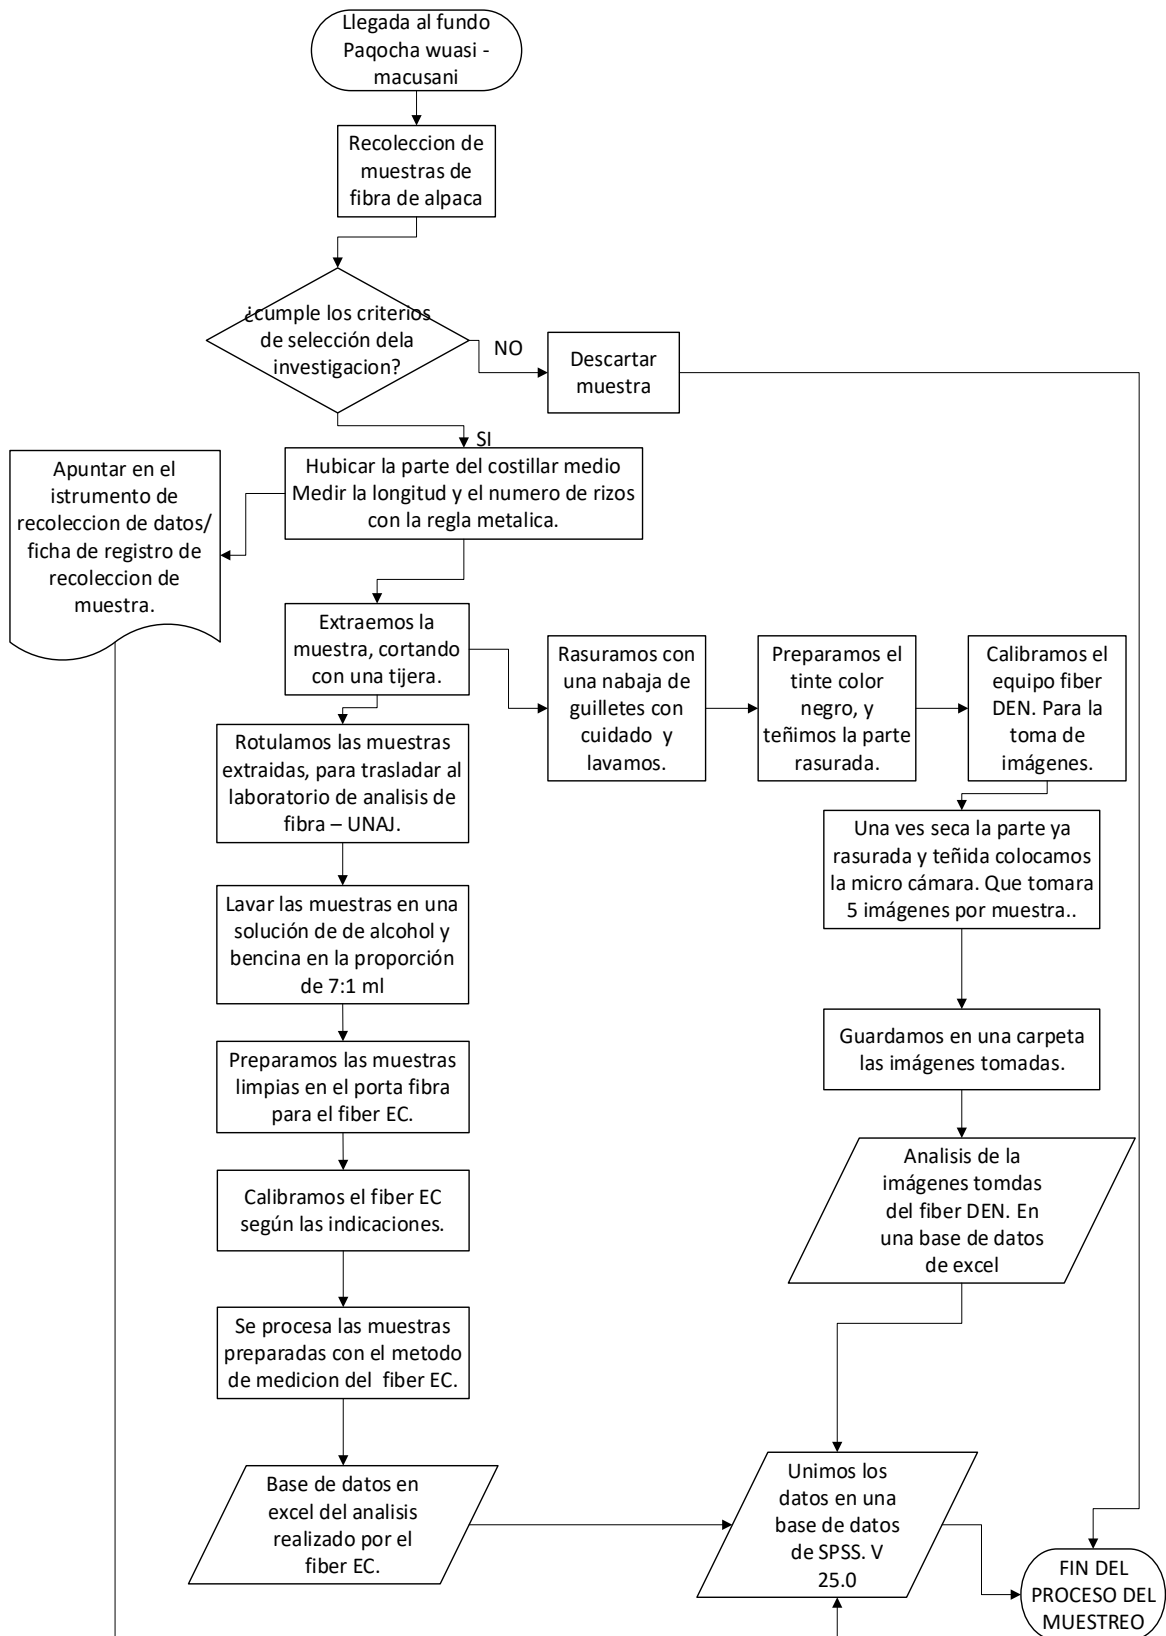 Llegada al fundo
Paqocha wuasi -
macusani
Recoleccion de
muestras de
fibra de alpaca
¿cumple los criterios
de selección dela
investigacion?
NO
Descartar
muestra
SI
Hubicar la parte del costillar medio
Medir la longitud y el numero de rizos
con la regla metalica.
Apuntar en el
istrumento de
recoleccion de datos/
ficha de registro de
recoleccion de
muestra.
Extraemos la
muestra, cortando
con una tijera.
Rasuramos con
una nabaja de
guilletes con
cuidado y
lavamos.
Preparamos el
tinte color
negro, y
teñimos la parte
rasurada.
Calibramos el
equipo fiber
DEN. Para la
toma de
imágenes.
Rotulamos las muestras
extraidas, para trasladar al
laboratorio de analisis de
fibra – UNAJ.
Una ves seca la parte ya
rasurada y teñida colocamos
la micro cámara. Que tomara
5 imágenes por muestra..
Lavar las muestras en una
solución de de alcohol y
bencina en la proporción
de 7:1 ml
Guardamos en una carpeta
las imágenes tomadas.
Preparamos las muestras
limpias en el porta fibra
para el fiber EC.
Analisis de la
imágenes tomdas
del fiber DEN. En
una base de datos
de excel
Calibramos el fiber EC
según las indicaciones.
Se procesa las muestras
preparadas con el metodo
de medicion del fiber EC.
Base de datos en
excel del analisis
realizado por el
fiber EC.
Unimos los
datos en una
base de datos
de SPSS. V
25.0
FIN DEL
PROCESO DEL
MUESTREO